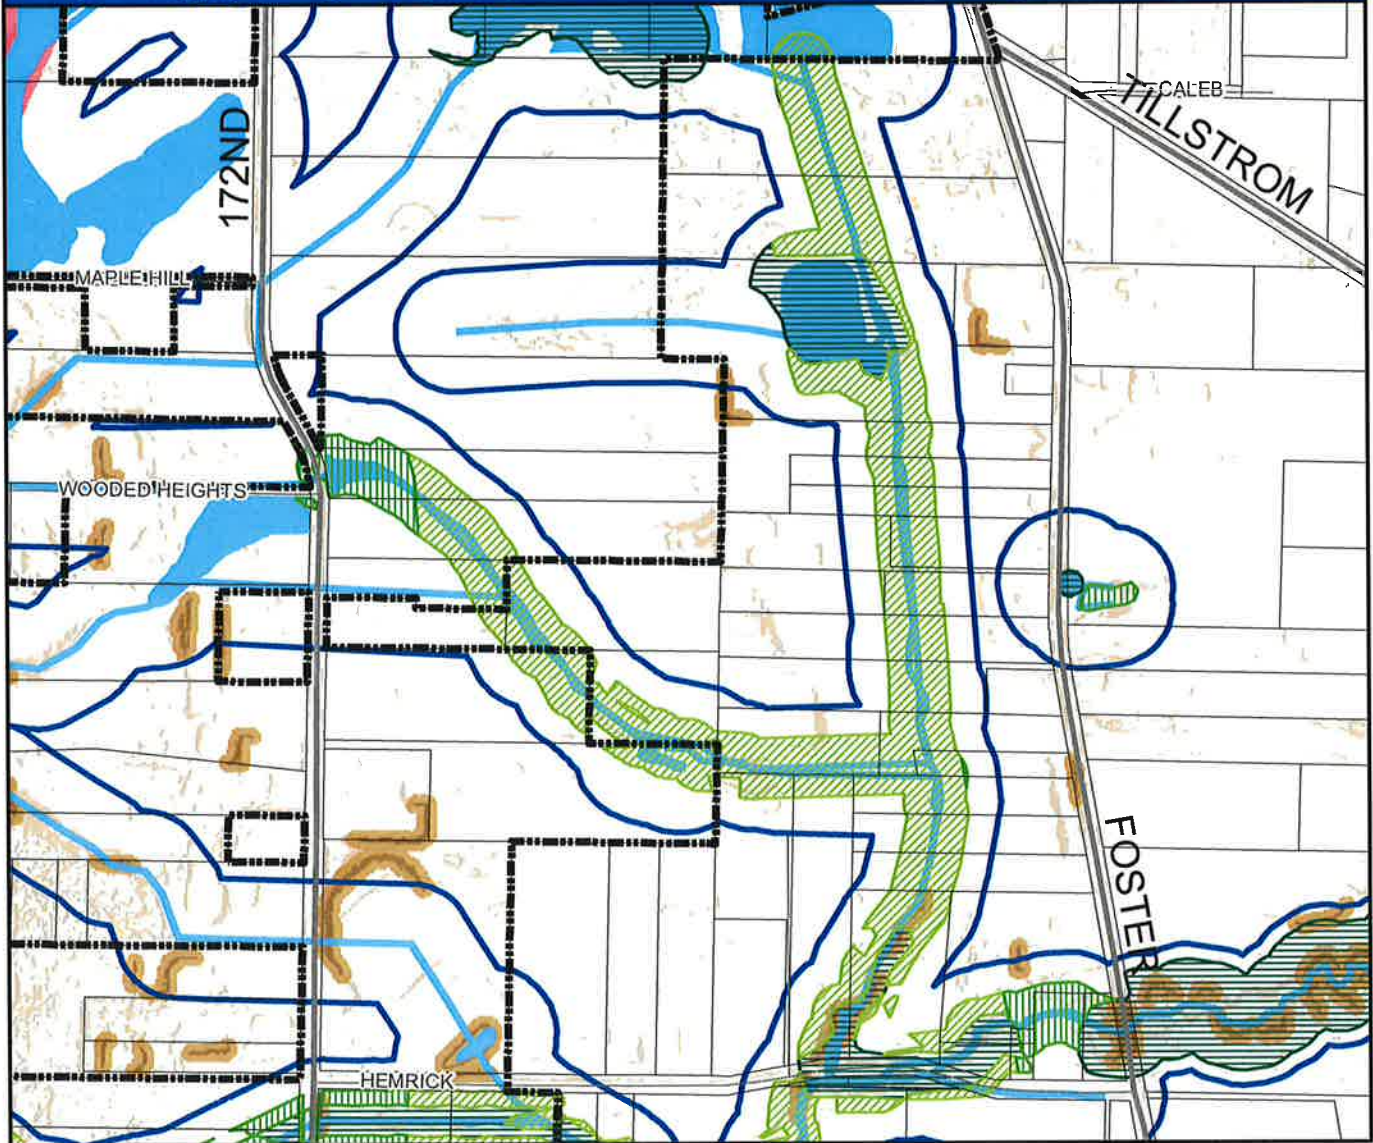 CALEB
TILLSTROM
172ND
MAPLE HILL
WOODED HEIGHTS
FOSTER
HEMRICK